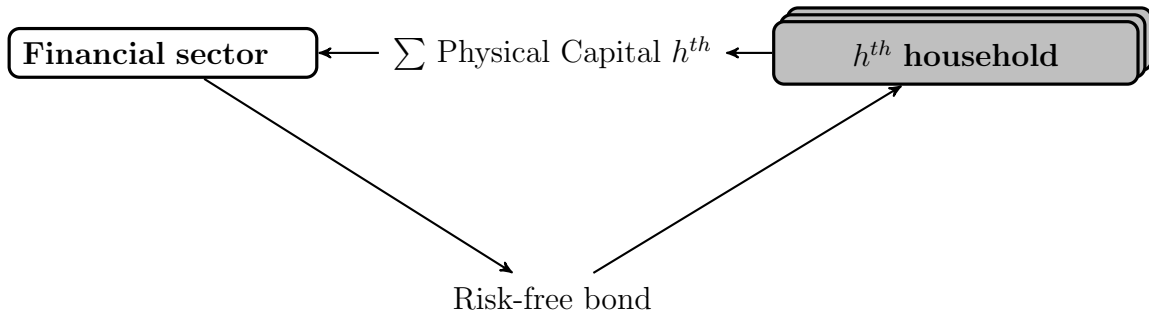 Financial sector
∑ Physical Capital h^{th}
h^{th} household
Risk-free bond